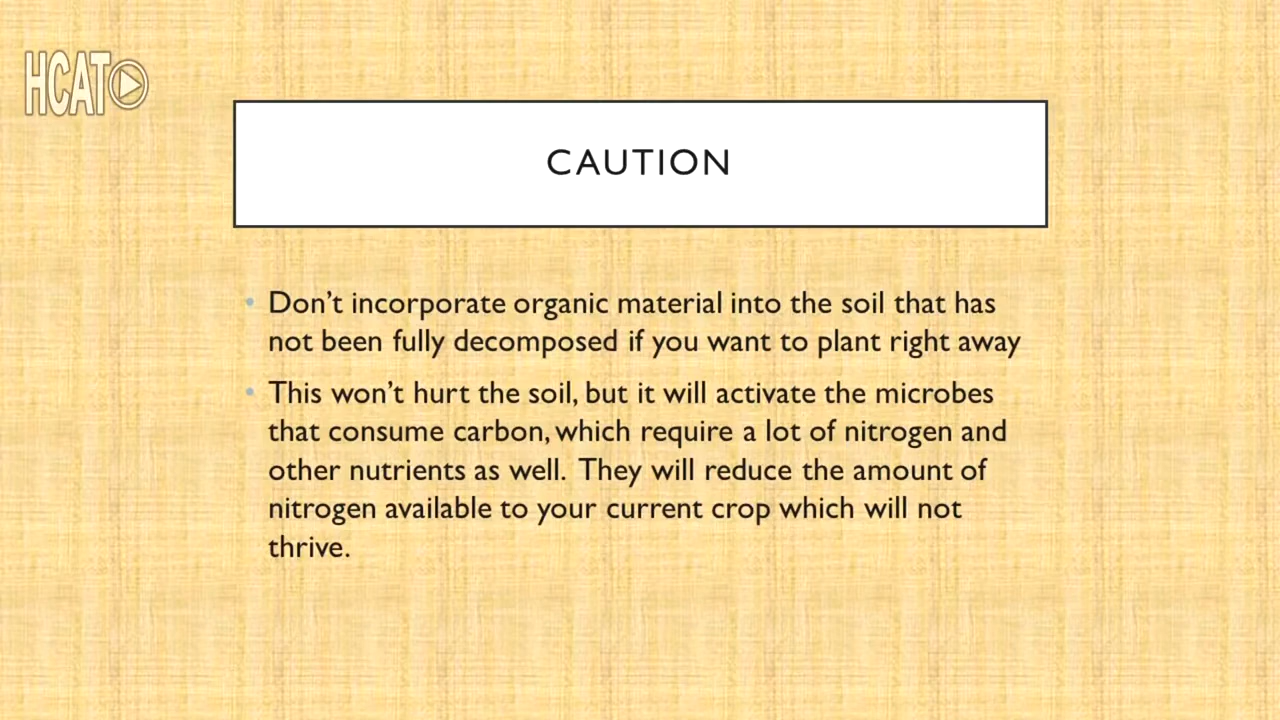 HCAT
CAUTION
• Don't incorporate organic material into the soil that has
not been fully decomposed if you want to plant right away
• This won't hurt the soil, but it will activate the microbes
that consume carbon, which require a lot of nitrogen and
other nutrients as well.  They will reduce the amount of
nitrogen available to your current crop which will not
thrive.